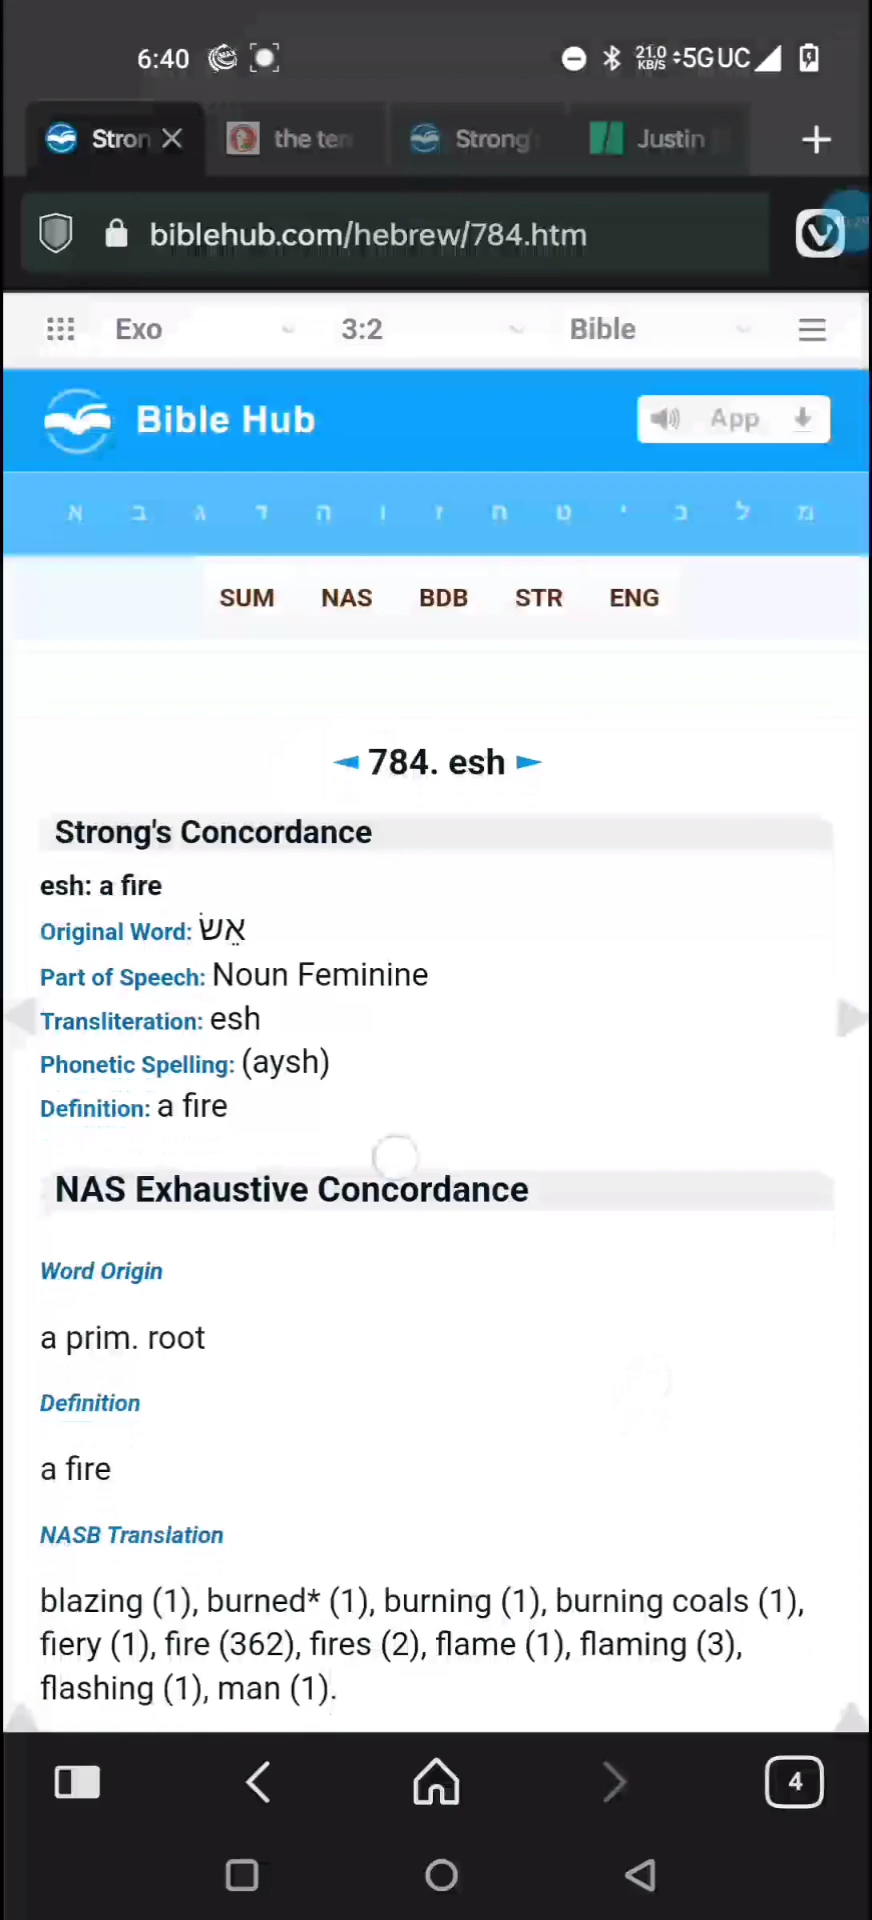 6:40 21.0 KB/S 5G UC
Stron the ten Strong' Justin
biblehub.com/hebrew/784.htm
Exo 3:2 Bible
Bible Hub App
א ב ג ד ה ו ז ח ט י כ ל מ
SUM NAS BDB STR ENG
784. esh
Strong's Concordance
esh: a fire
Original Word: אֵשׁ
Part of Speech: Noun Feminine
Transliteration: esh
Phonetic Spelling: (aysh)
Definition: a fire
NAS Exhaustive Concordance
Word Origin
a prim. root
Definition
a fire
NASB Translation
blazing (1), burned* (1), burning (1), burning coals (1),
fiery (1), fire (362), fires (2), flame (1), flaming (3),
flashing (1), man (1).
4